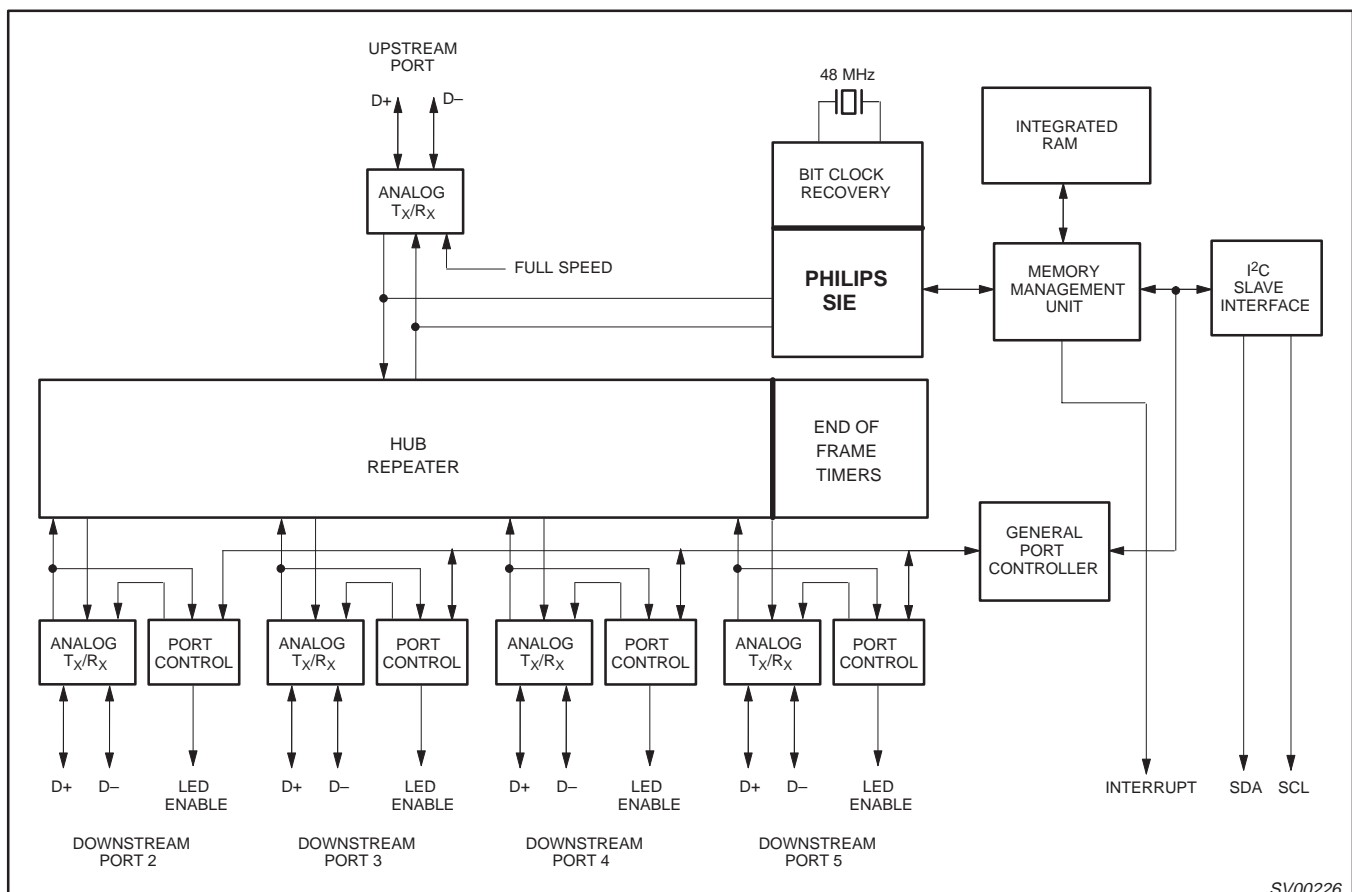 UPSTREAM
PORT
D+
D–
48 MHz
INTEGRATED
RAM
BIT CLOCK
RECOVERY
ANALOG
TX/RX
FULL SPEED
PHILIPS
SIE
MEMORY
MANAGEMENT
UNIT
I2C
SLAVE
INTERFACE
HUB
REPEATER
END OF
FRAME
TIMERS
GENERAL
PORT
CONTROLLER
ANALOG
TX/RX
PORT
CONTROL
ANALOG
TX/RX
PORT
CONTROL
ANALOG
TX/RX
PORT
CONTROL
ANALOG
TX/RX
PORT
CONTROL
D+
D–
LED
ENABLE
D+
D–
LED
ENABLE
D+
D–
LED
ENABLE
D+
D–
LED
ENABLE
INTERRUPT
SDA
SCL
DOWNSTREAM
PORT 2
DOWNSTREAM
PORT 3
DOWNSTREAM
PORT 4
DOWNSTREAM
PORT 5
SV00226